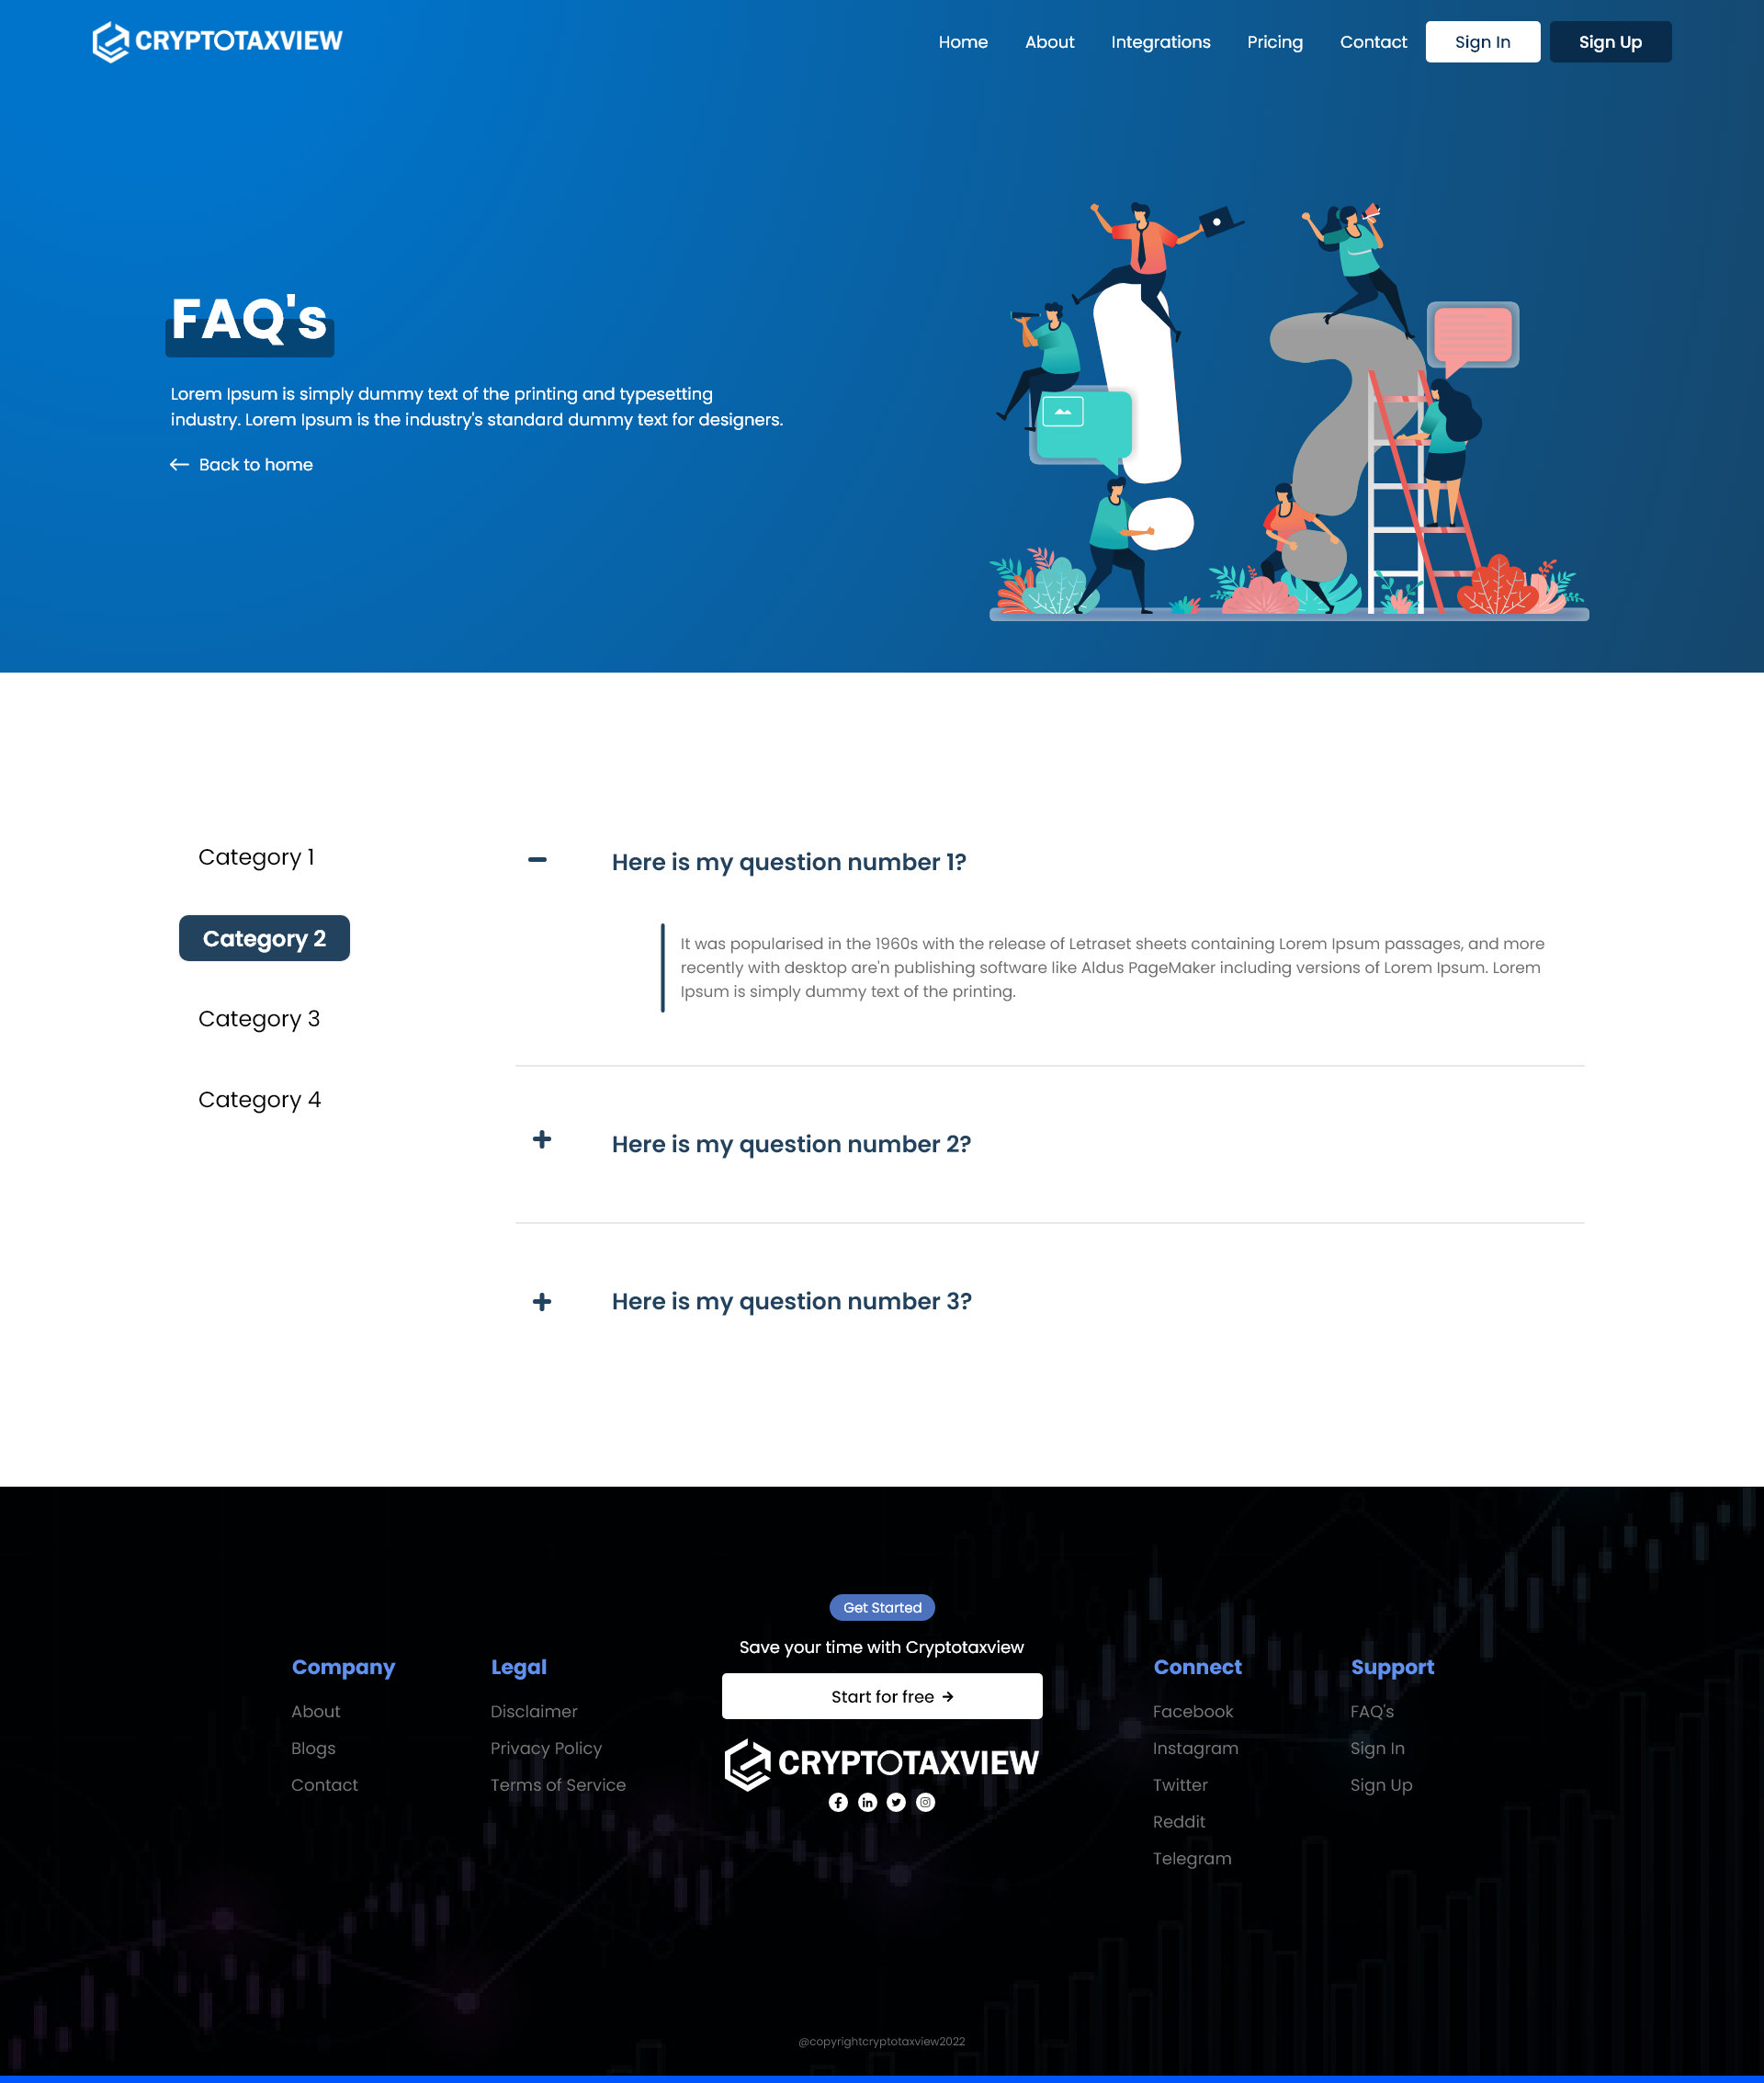 CRYPTOTAXVIEW
Home About Integrations Pricing Contact Sign In Sign Up
FAQ's
Lorem Ipsum is simply dummy text of the printing and typesetting
industry. Lorem Ipsum is the industry's standard dummy text for designers.
Back to home
Category 1
Category 2
Category 3
Category 4
Here is my question number 1?
It was popularised in the 1960s with the release of Letraset sheets containing Lorem Ipsum passages, and more
recently with desktop are'n publishing software like Aldus PageMaker including versions of Lorem Ipsum. Lorem
Ipsum is simply dummy text of the printing.
Here is my question number 2?
Here is my question number 3?
Company
About
Blogs
Contact
Legal
Disclaimer
Privacy Policy
Terms of Service
Get Started
Save your time with Cryptotaxview
Start for free
CRYPTOTAXVIEW
Connect
Facebook
Instagram
Twitter
Reddit
Telegram
Support
FAQ's
Sign In
Sign Up
@copyrightcryptotaxview2022